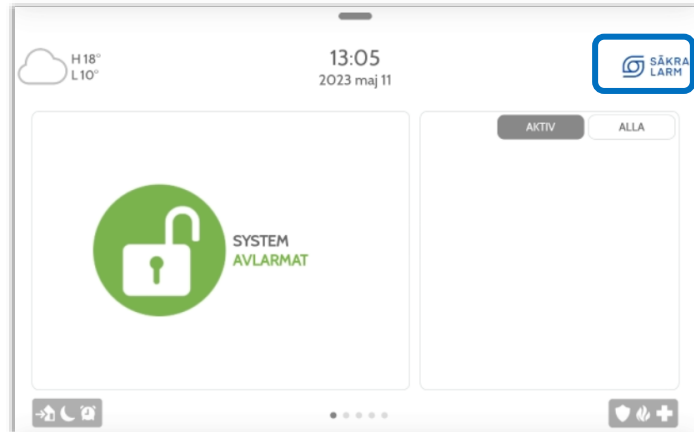 H 18°
L 10°
13:05
2023 maj 11
SÄKRA
LARM
AKTIV
ALLA
SYSTEM
AVLARMAT